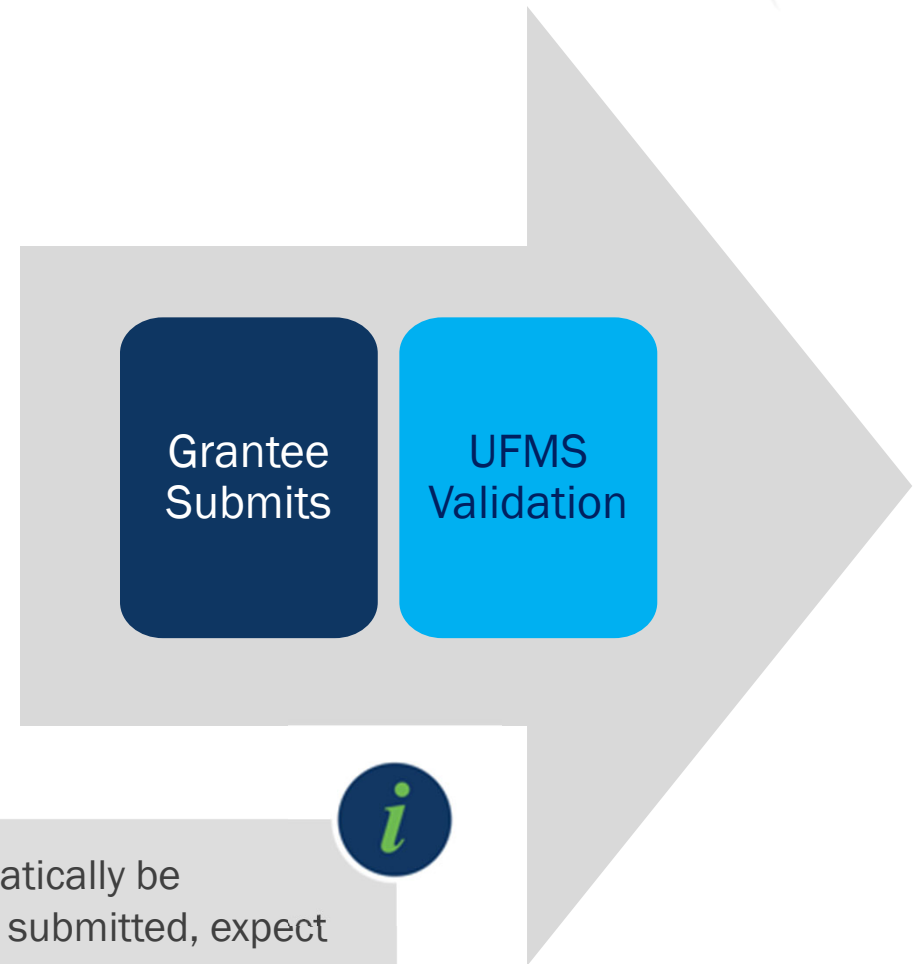 Grantee
Submits
UFMS
Validation
i
atically be
submitted, expect